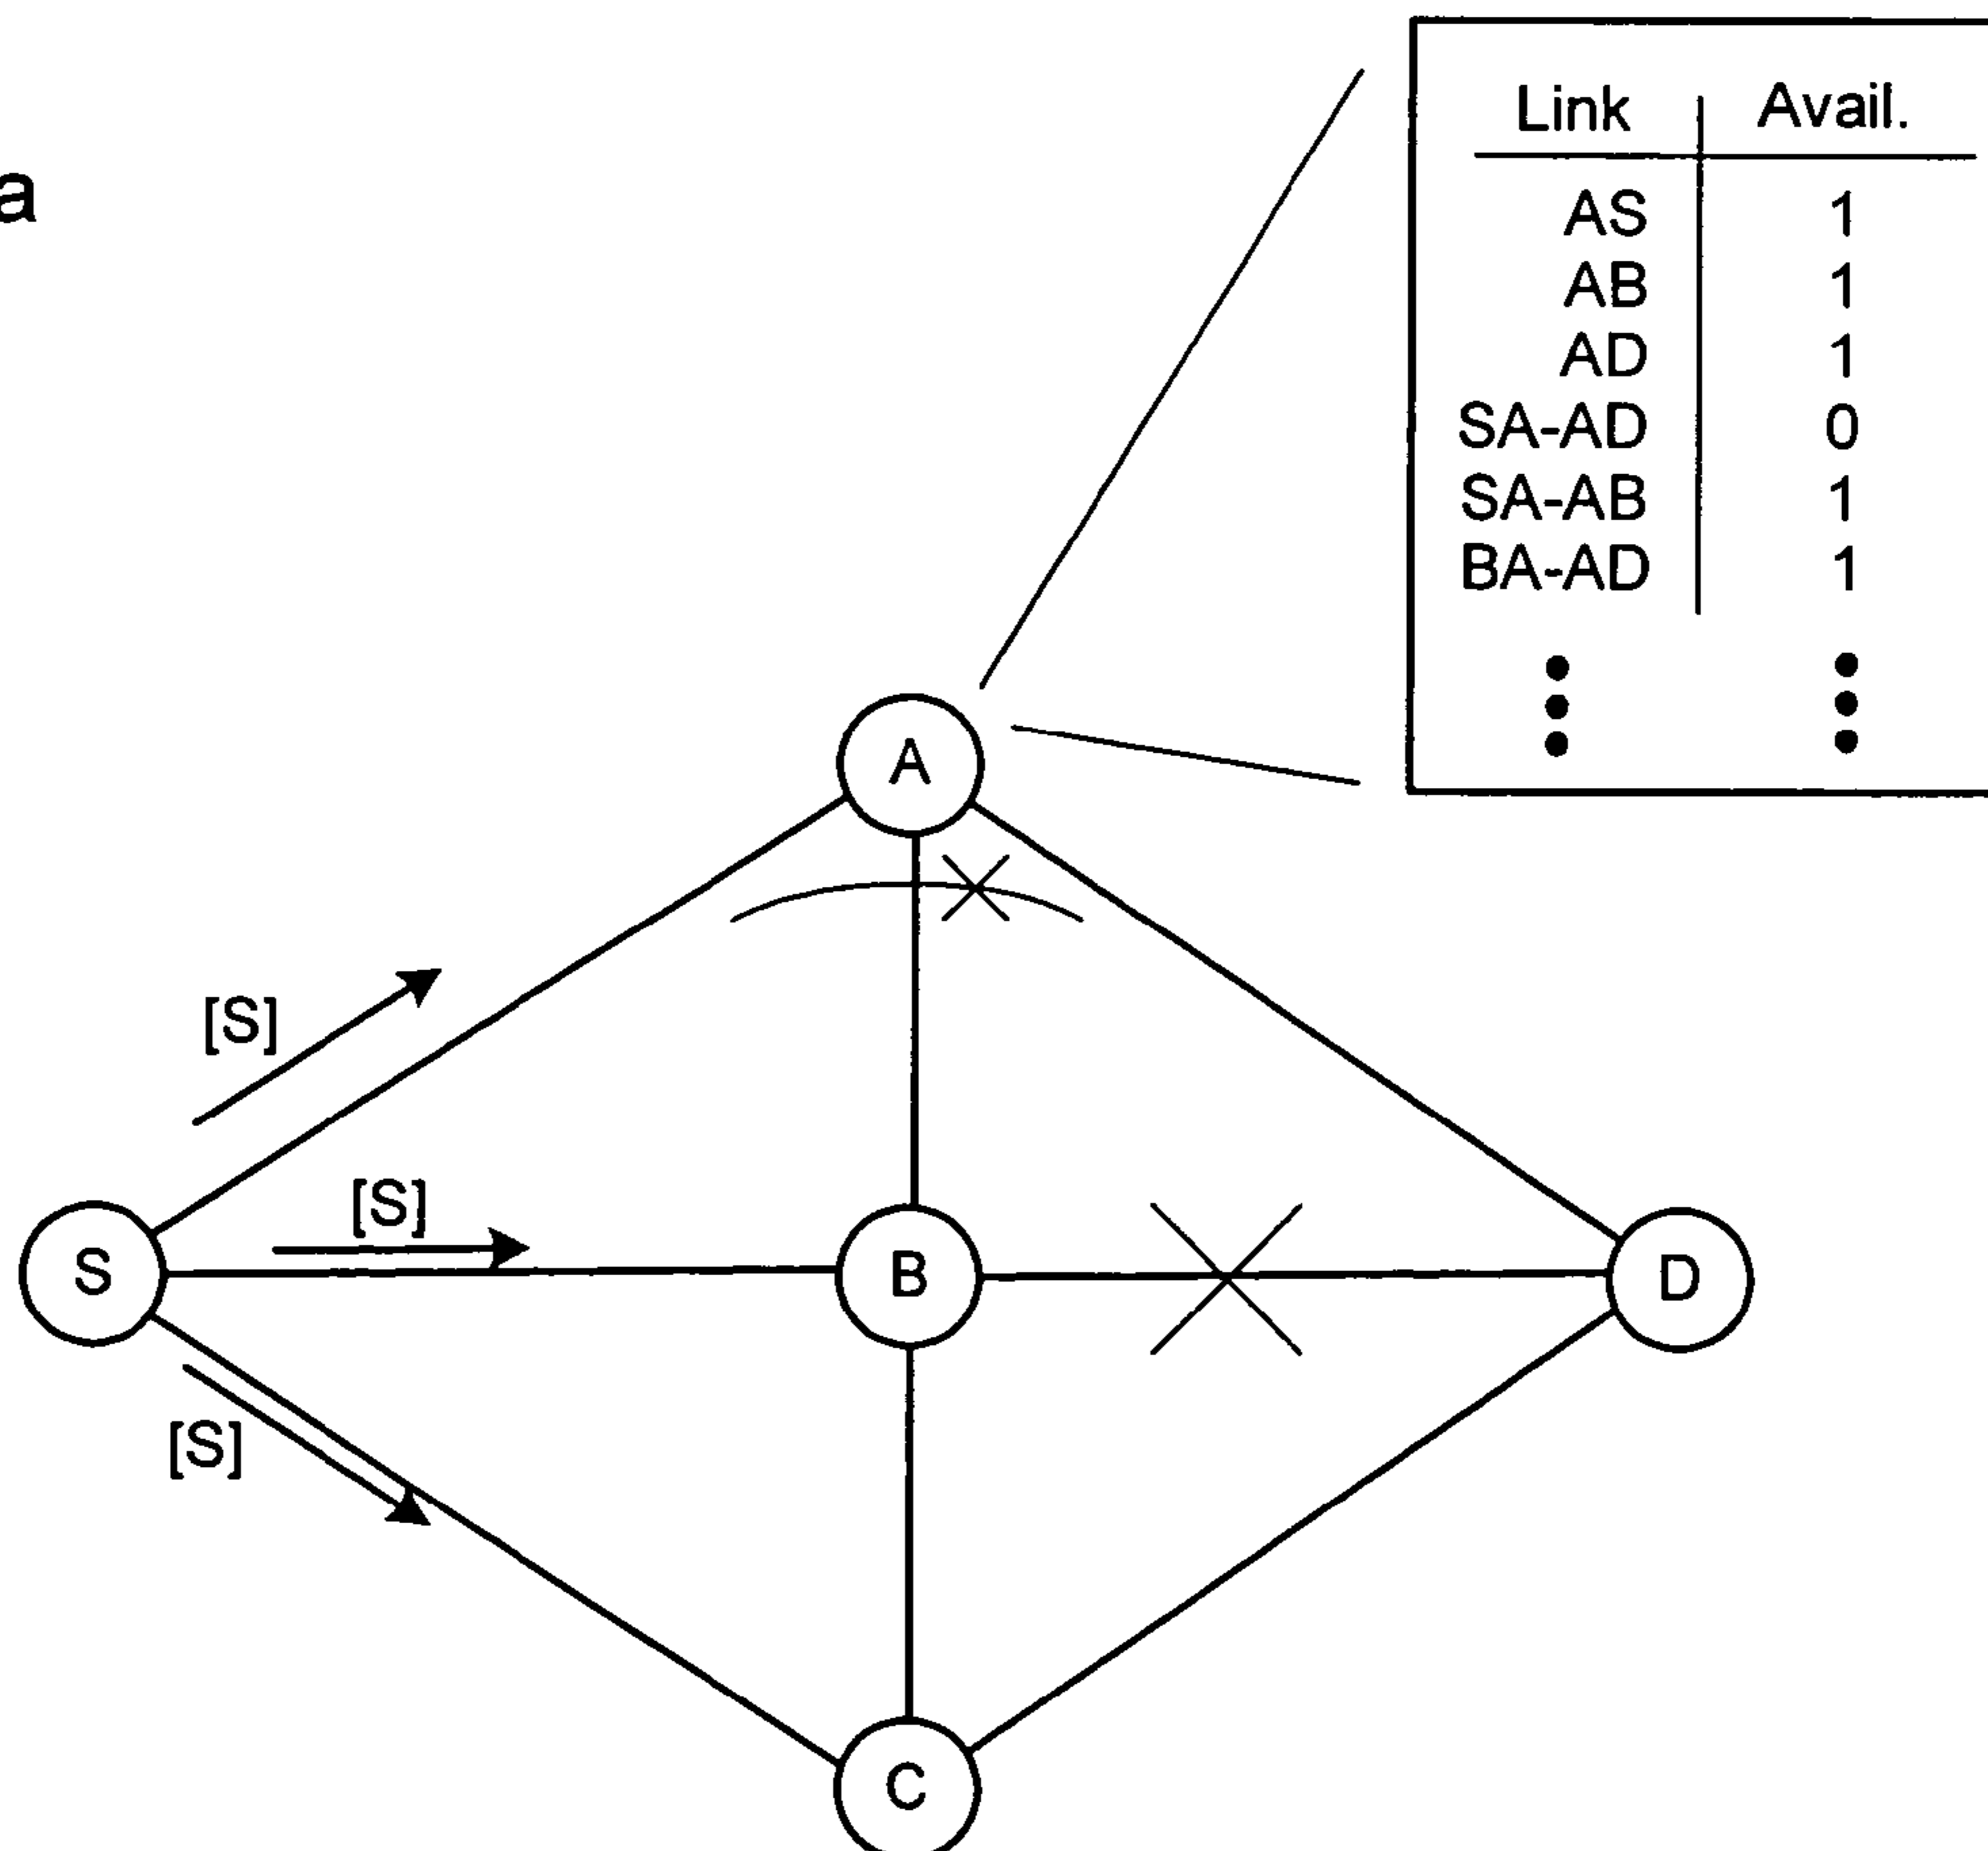 a
Link Avail.
AS 1
AB 1
AD 1
SA-AD 0
SA-AB 1
BA-AD 1
A
[S]
[S]
S
B
D
[S]
C